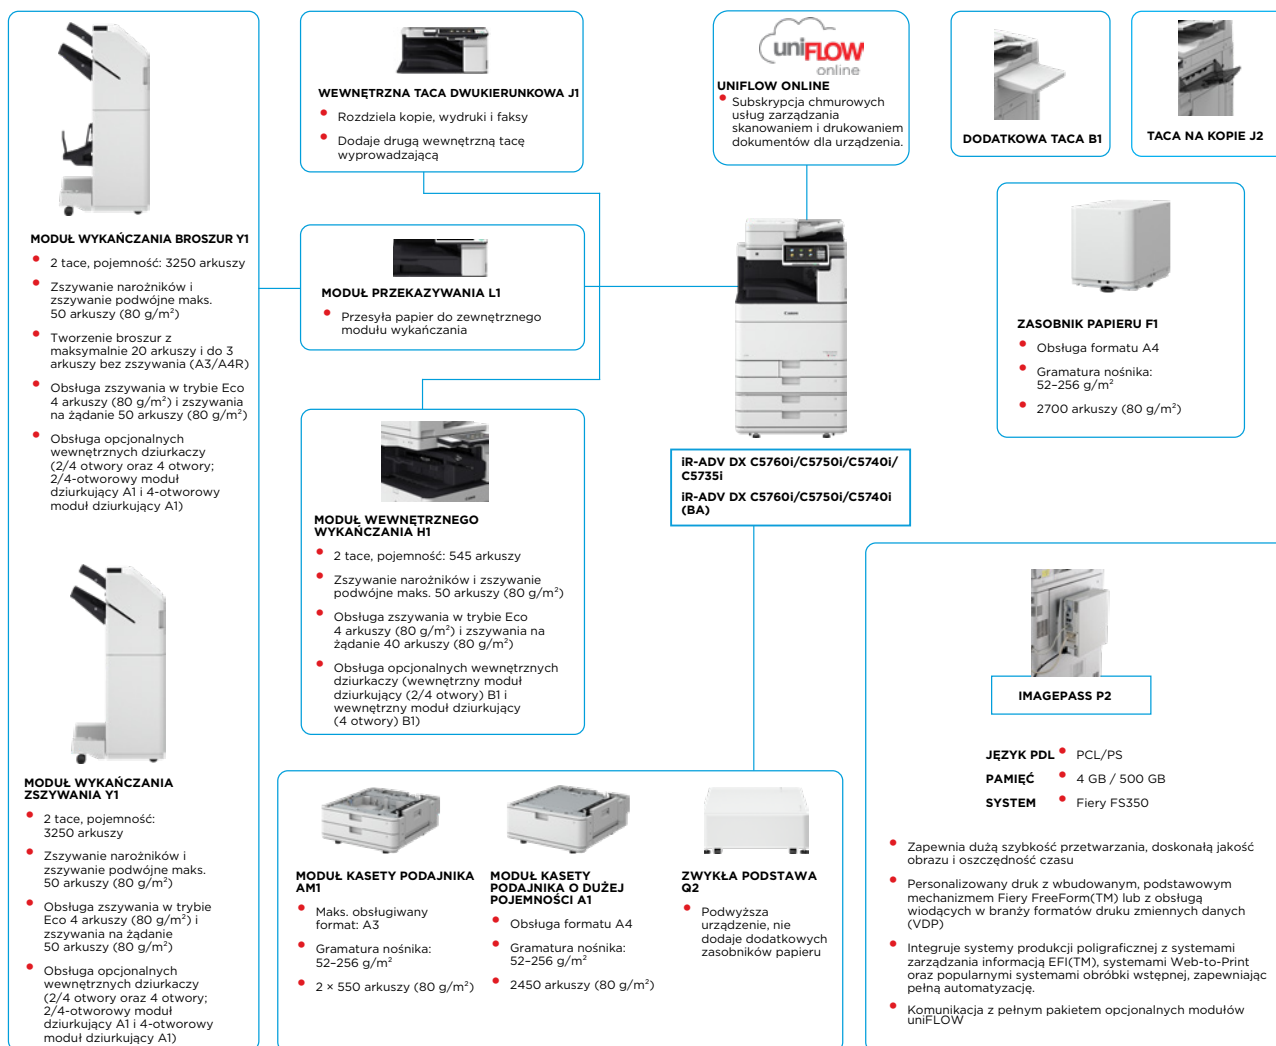 MODUŁ WYKAŃCZANIA BROSZUR Y1
2 tace, pojemność: 3250 arkuszy
Zszywanie narożników i
zszywanie podwójne maks.
50 arkuszy (80 g/m²)
Tworzenie broszur z
maksymalnie 20 arkuszy i do 3
arkuszy bez zszywania (A3/A4R)
Obsługa zszywania w trybie Eco
4 arkuszy (80 g/m²) i zszywania
na żądanie 50 arkuszy (80 g/m²)
Obsługa opcjonalnych
wewnętrznych dziurkaczy
(2/4 otwory oraz 4 otwory;
2/4-otworowy moduł
dziurkujący A1 i 4-otworowy
moduł dziurkujący A1)
MODUŁ WYKAŃCZANIA
ZSZYWANIA Y1
2 tace, pojemność:
3250 arkuszy
Zszywanie narożników i
zszywanie podwójne maks.
50 arkuszy (80 g/m²)
Obsługa zszywania w trybie
Eco 4 arkuszy (80 g/m²) i
zszywania na żądanie
50 arkuszy (80 g/m²)
Obsługa opcjonalnych
wewnętrznych dziurkaczy
(2/4 otwory oraz 4 otwory;
2/4-otworowy moduł
dziurkujący A1 i 4-otworowy
moduł dziurkujący A1)
WEWNĘTRZNA TACA DWUKIERUNKOWA J1
Rozdziela kopie, wydruki i faksy
Dodaje drugą wewnętrzną tacę
wyprowadzającą
MODUŁ PRZEKAZYWANIA L1
Przesyła papier do zewnętrznego
modułu wykańczania
MODUŁ WEWNĘTRZNEGO
WYKAŃCZANIA H1
2 tace, pojemność: 545 arkuszy
Zszywanie narożników i zszywanie
podwójne maks. 50 arkuszy (80 g/m²)
Obsługa zszywania w trybie Eco
4 arkuszy (80 g/m²) i zszywania na
żądanie 40 arkuszy (80 g/m²)
Obsługa opcjonalnych wewnętrznych
dziurkaczy (wewnętrzny moduł
dziurkujący (2/4 otwory) B1 i
wewnętrzny moduł dziurkujący
(4 otwory) B1)
uniFLOW
online
UNIFLOW ONLINE
Subskrypcja chmurowych
usług zarządzania
skanowaniem i drukowaniem
dokumentów dla urządzenia.
Canon
iR-ADV DX C5760i/C5750i/C5740i/
C5735i
iR-ADV DX C5760i/C5750i/C5740i
(BA)
DODATKOWA TACA B1
TACA NA KOPIE J2
ZASOBNIK PAPIERU F1
Obsługa formatu A4
Gramatura nośnika:
52–256 g/m²
2700 arkuszy (80 g/m²)
MODUŁ KASETY PODAJNIKA
AM1
Maks. obsługiwany
format: A3
Gramatura nośnika:
52–256 g/m²
2 × 550 arkuszy (80 g/m²)
MODUŁ KASETY
PODAJNIKA O DUŻEJ
POJEMNOŚCI A1
Obsługa formatu A4
Gramatura nośnika:
52–256 g/m²
2450 arkuszy (80 g/m²)
ZWYKŁA PODSTAWA
Q2
Podwyższa
urządzenie, nie
dodaje dodatkowych
zasobników papieru
IMAGEPASS P2
JĘZYK PDL PCL/PS
PAMIĘĆ 4 GB / 500 GB
SYSTEM Fiery FS350
Zapewnia dużą szybkość przetwarzania, doskonałą jakość
obrazu i oszczędność czasu
Personalizowany druk z wbudowanym, podstawowym
mechanizmem Fiery FreeForm(TM) lub z obsługą
wiodących w branży formatów druku zmiennych danych
(VDP)
Integruje systemy produkcji poligraficznej z systemami
zarządzania informacją EFI(TM), systemami Web-to-Print
oraz popularnymi systemami obróbki wstępnej, zapewniając
pełną automatyzację.
Komunikacja z pełnym pakietem opcjonalnych modułów
uniFLOW